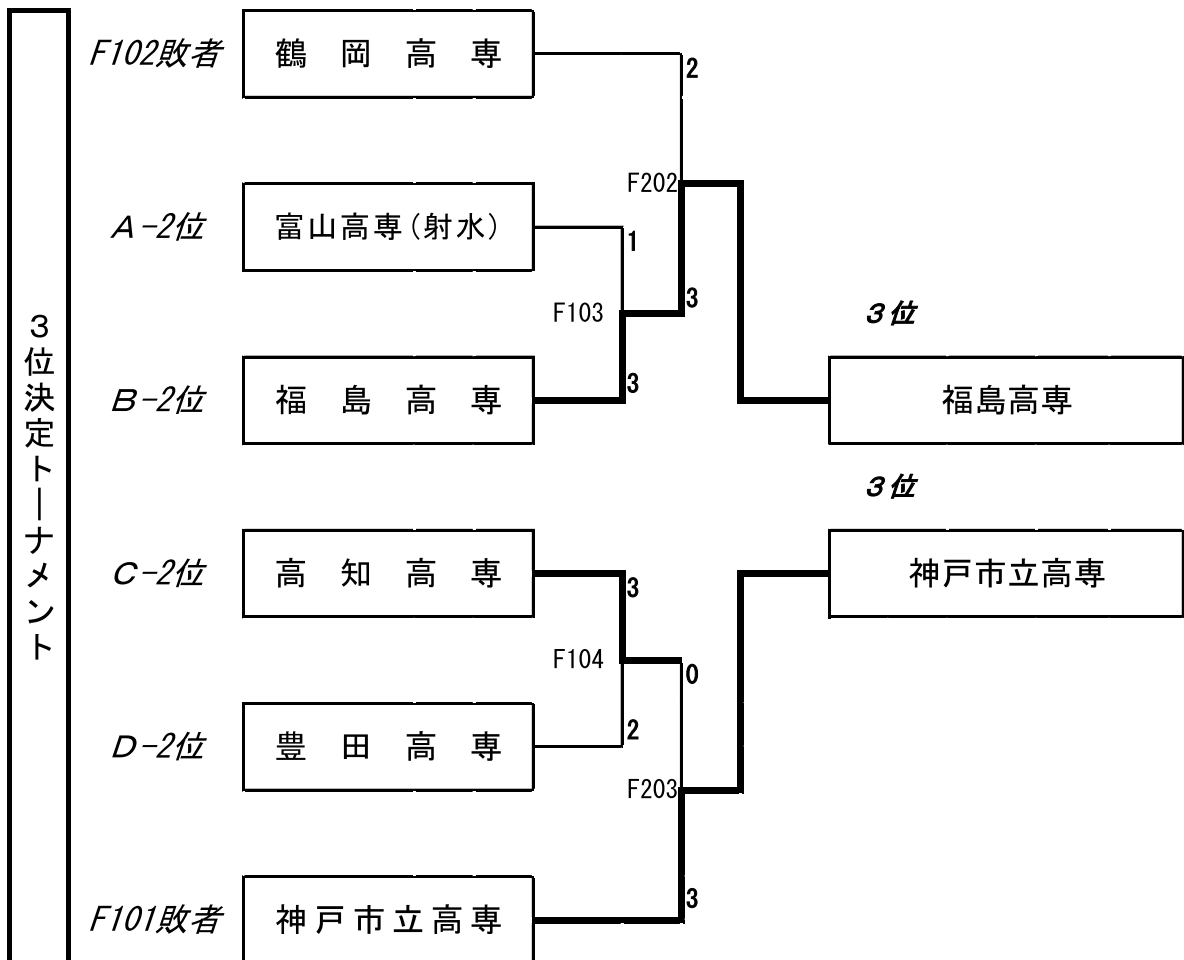 3位決定トーナメント
F102敗者
鶴岡高専
2
F202
A-2位
富山高専(射水)
1
F103
3
3位
B-2位
福島高専
3
福島高専
3位
C-2位
高知高専
3
神戸市立高専
F104
0
D-2位
豊田高専
2
F203
F101敗者
神戸市立高専
3